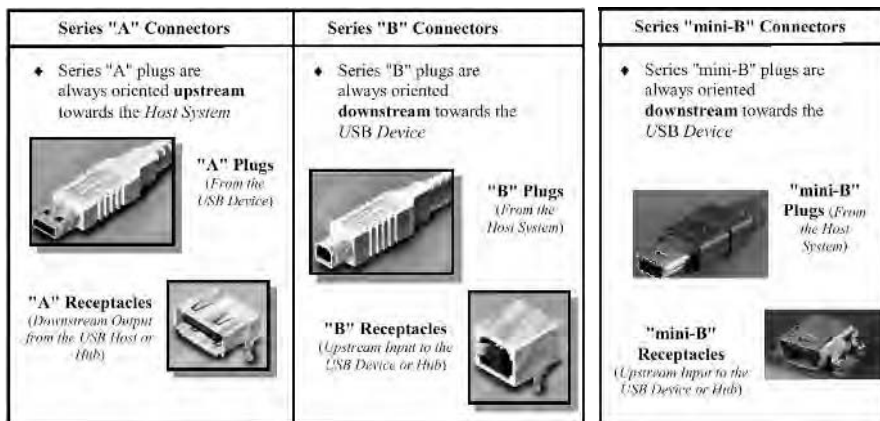 Series "A" Connectors
♦ Series "A" plugs are
always oriented upstream
towards the Host System
"A" Plugs
(From the
USB Device)
"A" Receptacles
(Downstream Output
from the USB Host or
Hub)
Series "B" Connectors
♦ Series "B" plugs are
always oriented
downstream towards the
USB Device
"B" Plugs
(From the
Host System)
"B" Receptacles
(Upstream Input to the
USB Device or Hub)
Series "mini-B" Connectors
♦ Series "mini-B" plugs are
always oriented
downstream towards the
USB Device
"mini-B"
Plugs (From
the Host
System)
"mini-B"
Receptacles
(Upstream Input to the
USB Device or Hub)